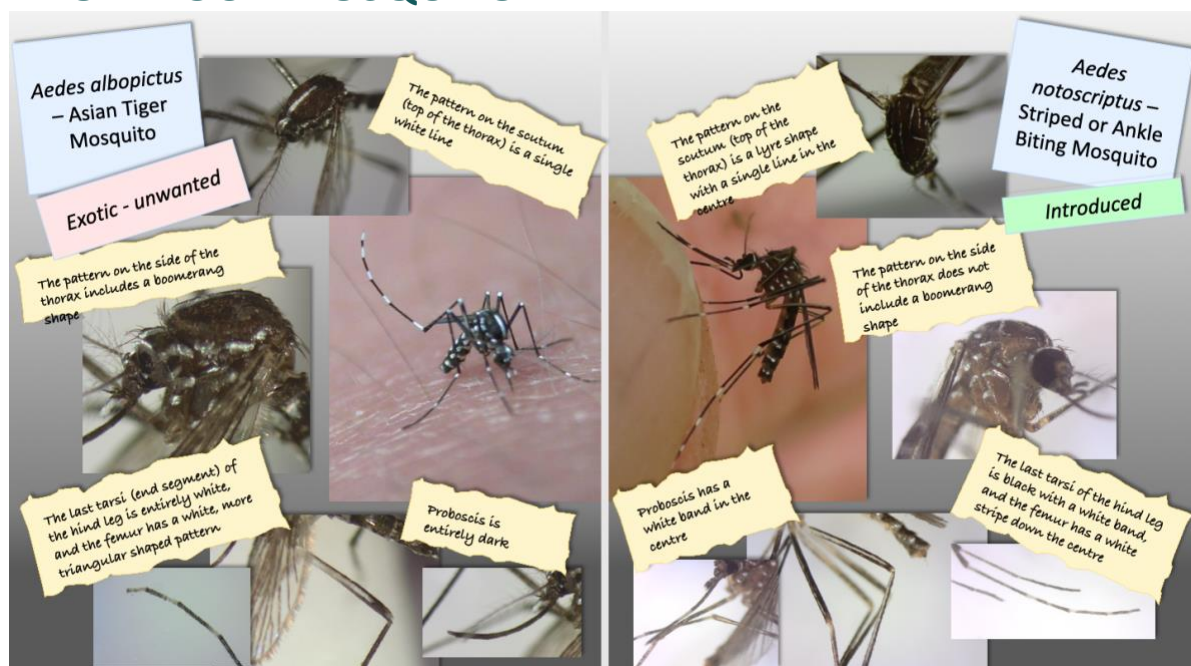 Aedes albopictus
– Asian Tiger
Mosquito
Exotic - unwanted
The pattern on the scutum
(top of the thorax) is a single
white line
The pattern on the side of the
thorax includes a boomerang
shape
The last tarsi (end segment) of
the hind leg is entirely white,
and the femur has a white, more
triangular shaped pattern
Proboscis is
entirely dark
Aedes
notoscriptus –
Striped or Ankle
Biting Mosquito
Introduced
The pattern on the
scutum (top of the
thorax) is a lyre shape
with a single line in the
centre
The pattern on the side
of the thorax does not
include a boomerang
shape
Proboscis has a
white band in the
centre
The last tarsi of the hind leg
is black with a white band,
and the femur has a white
stripe down the centre